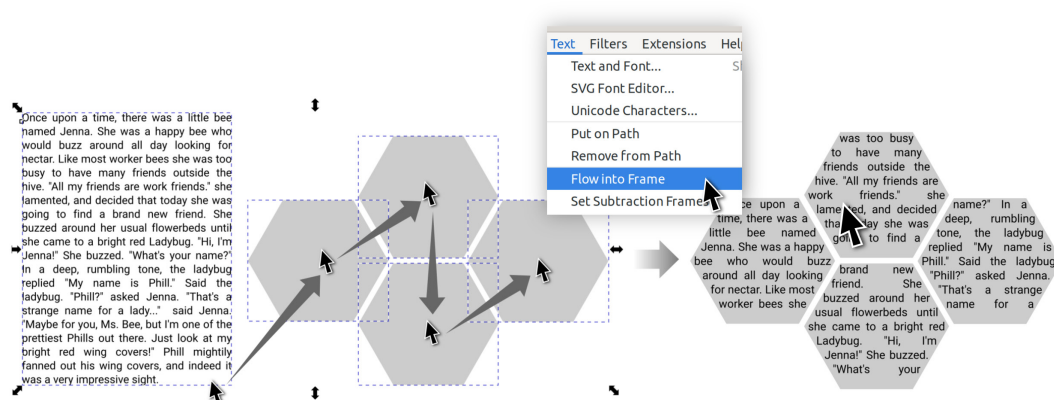 Once upon a time, there was a little bee
named Jenna. She was a happy bee who
would buzz around all day looking for
nectar. Like most worker bees she was too
busy to have many friends outside the
hive. "All my friends are work friends." she
lamented, and decided that today she was
going to find a brand new friend. She
buzzed around her usual flowerbeds until
she came to a bright red Ladybug. "Hi, I'm
Jenna!" She buzzed. "What's your name?"
In a deep, rumbling tone, the ladybug
replied "My name is Phill." Said the
ladybug. "Phill?" asked Jenna. "That's a
strange name for a lady..." said Jenna.
"Maybe for you, Ms. Bee, but I'm one of the
prettiest Phills out there. Just look at my
bright red wing covers!" Phill mightily
fanned out his wing covers, and indeed it
was a very impressive sight.
Text Filters Extensions
Text and Font...
SVG Font Editor...
Unicode Characters...
Put on Path
Remove from Path
Flow into Frame
Set Subtraction Frames
upon a
time, there was a
little bee named
Jenna. She was a happy
bee who would buzz
around all day looking
for nectar. Like most
worker bees she
was too busy
to have many
friends outside the
hive. "All my friends are
work friends." she
and decided
she was
to find a
brand new
friend. She
buzzed around her
usual flowerbeds until
she came to a bright red
Ladybug. "Hi, I'm
Jenna!" She buzzed.
"What's your
name?" In a
deep, rumbling
tone, the ladybug
replied "My name is
Phill." Said the ladybug.
"Phill?" asked Jenna.
"That's a strange
name for a